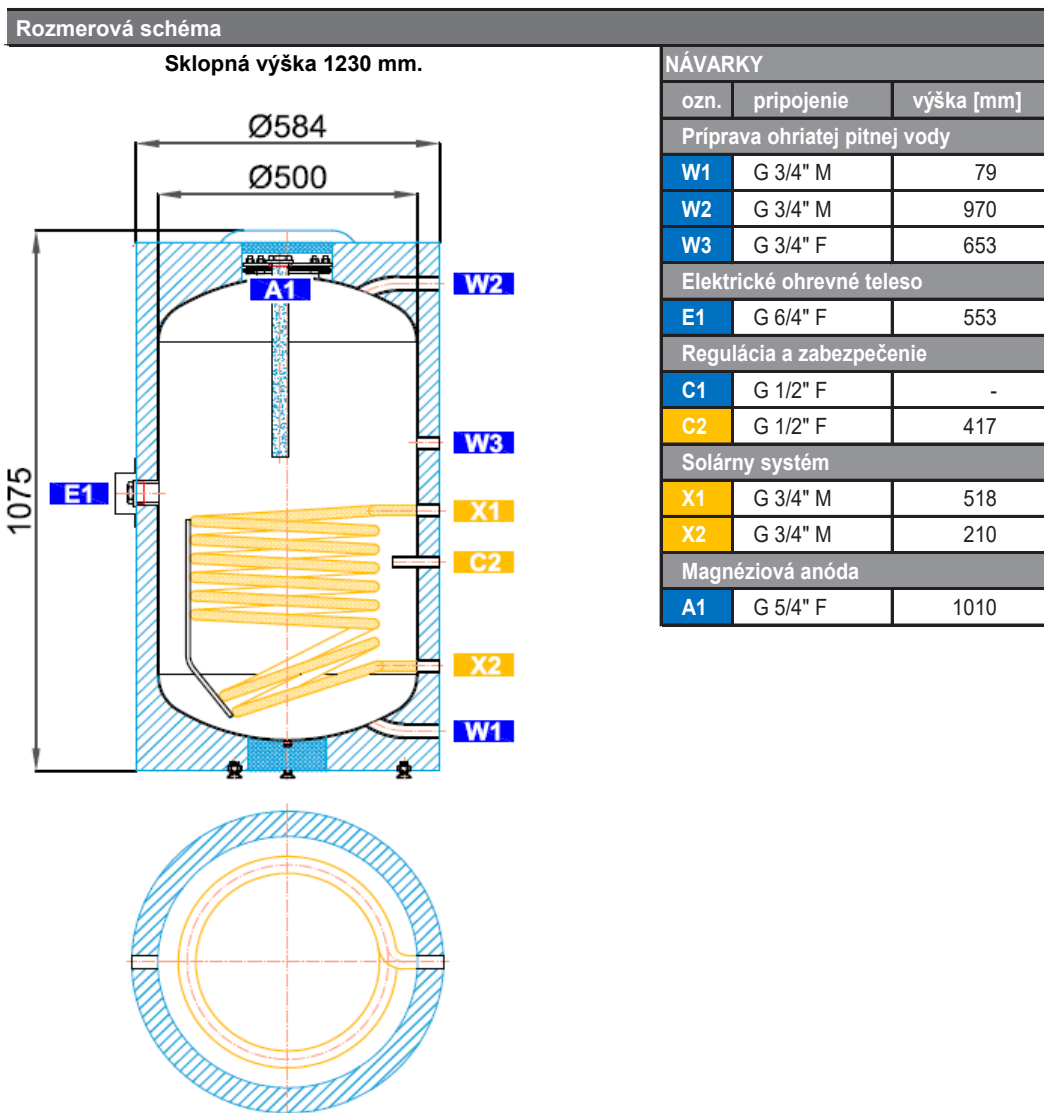 Rozmerová schéma
Sklopná výška 1230 mm.
Ø584
Ø500
1075
A1
W2
W3
E1
X1
C2
X2
W1
NÁVARKY
ozn. pripojenie výška [mm]
Príprava ohriatej pitnej vody
W1 G 3/4" M 79
W2 G 3/4" M 970
W3 G 3/4" F 653
Elektrické ohrevné teleso
E1 G 6/4" F 553
Regulácia a zabezpečenie
C1 G 1/2" F -
C2 G 1/2" F 417
Solárny systém
X1 G 3/4" M 518
X2 G 3/4" M 210
Magnéziová anóda
A1 G 5/4" F 1010